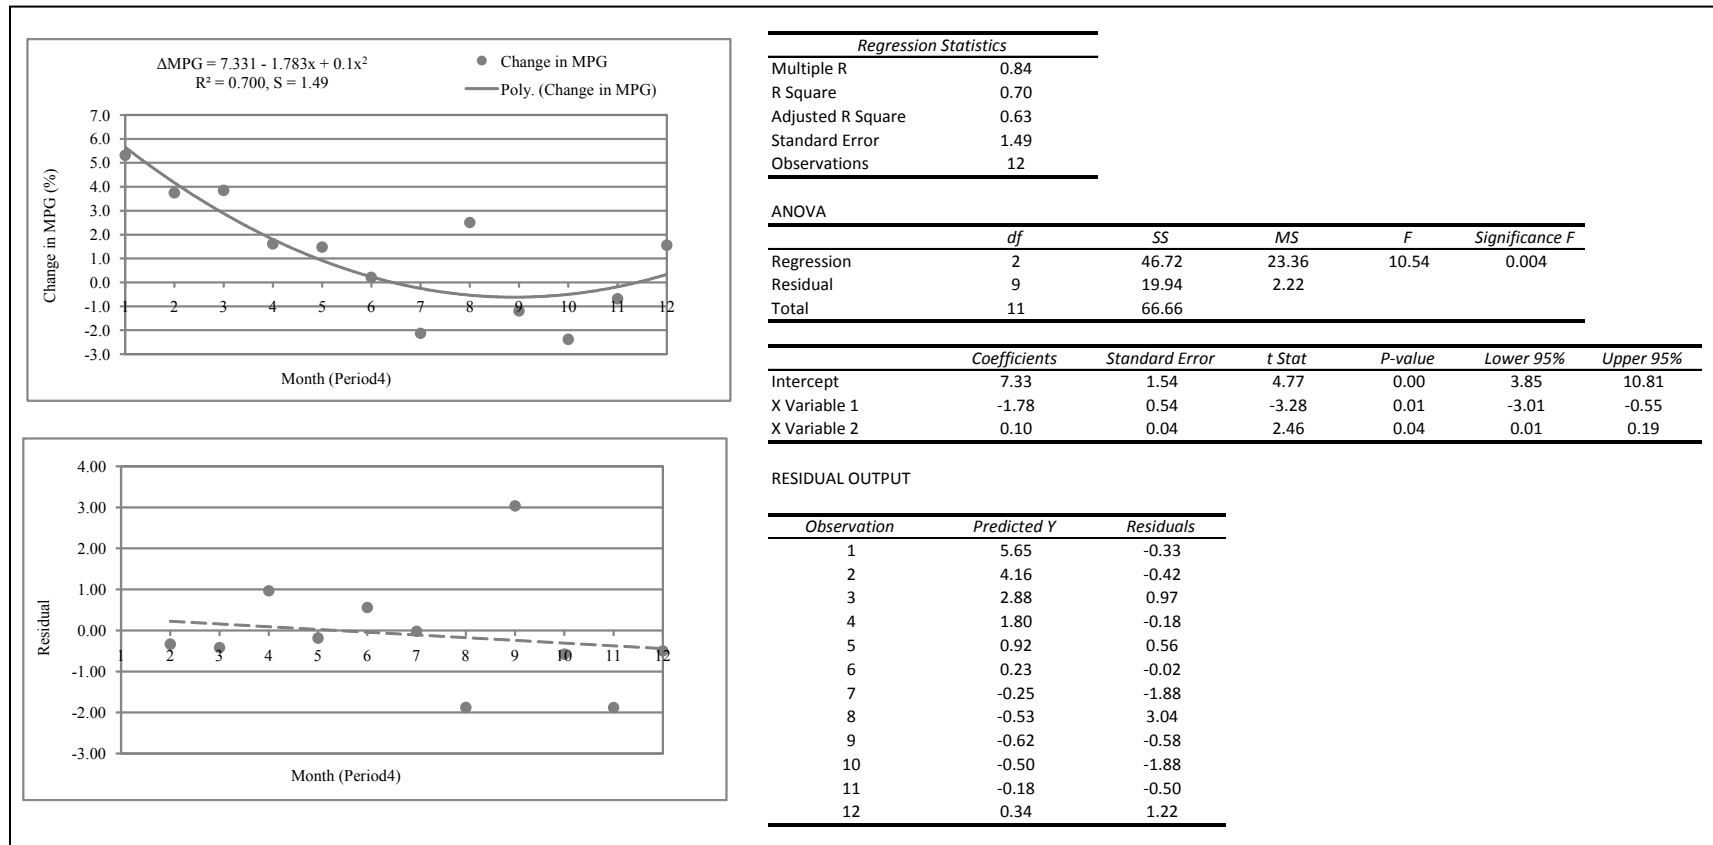 ΔMPG = 7.331 - 1.783x + 0.1x²
R² = 0.700, S = 1.49
Change in MPG
Poly. (Change in MPG)
7.0
6.0
5.0
4.0
3.0
2.0
1.0
0.0
-1.0
-2.0
-3.0
1 2 3 4 5 6 7 8 9 10 11 12
Change in MPG (%)
Month (Period4)
4.00
3.00
2.00
1.00
0.00
-1.00
-2.00
-3.00
1 2 3 4 5 6 7 8 9 10 11 12
Residual
Month (Period4)
Regression Statistics
Multiple R 0.84
R Square 0.70
Adjusted R Square 0.63
Standard Error 1.49
Observations 12
ANOVA
df SS MS F Significance F
Regression 2 46.72 23.36 10.54 0.004
Residual 9 19.94 2.22
Total 11 66.66
Coefficients Standard Error t Stat P-value Lower 95% Upper 95%
Intercept 7.33 1.54 4.77 0.00 3.85 10.81
X Variable 1 -1.78 0.54 -3.28 0.01 -3.01 -0.55
X Variable 2 0.10 0.04 2.46 0.04 0.01 0.19
RESIDUAL OUTPUT
Observation Predicted Y Residuals
1 5.65 -0.33
2 4.16 -0.42
3 2.88 0.97
4 1.80 -0.18
5 0.92 0.56
6 0.23 -0.02
7 -0.25 -1.88
8 -0.53 3.04
9 -0.62 -0.58
10 -0.50 -1.88
11 -0.18 -0.50
12 0.34 1.22